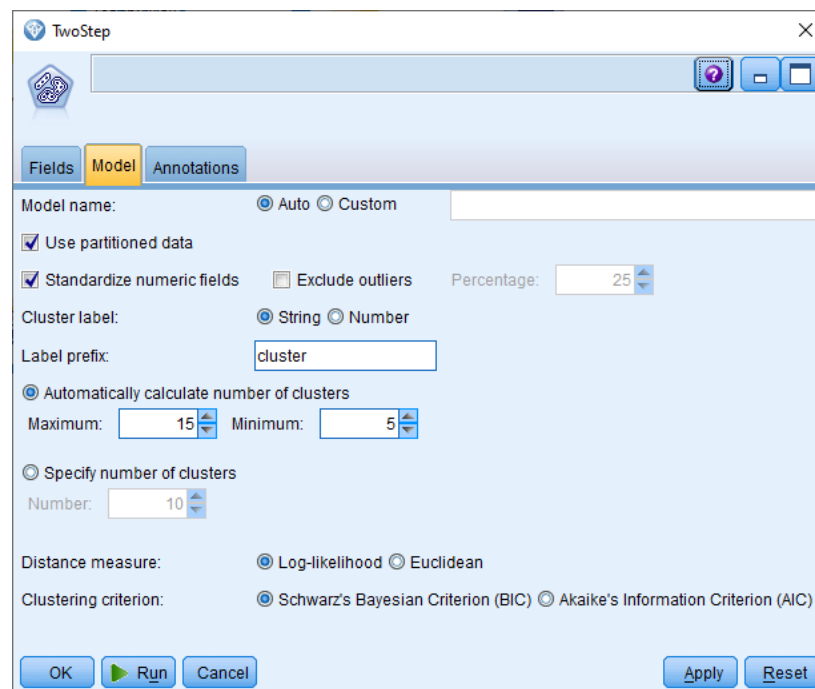 TwoStep
Fields Model Annotations
Model name: Auto Custom
Use partitioned data
Standardize numeric fields Exclude outliers Percentage: 25
Cluster label: String Number
Label prefix: cluster
Automatically calculate number of clusters
Maximum: 15 Minimum: 5
Specify number of clusters
Number: 10
Distance measure: Log-likelihood Euclidean
Clustering criterion: Schwarz's Bayesian Criterion (BIC) Akaike's Information Criterion (AIC)
OK Run Cancel Apply Reset